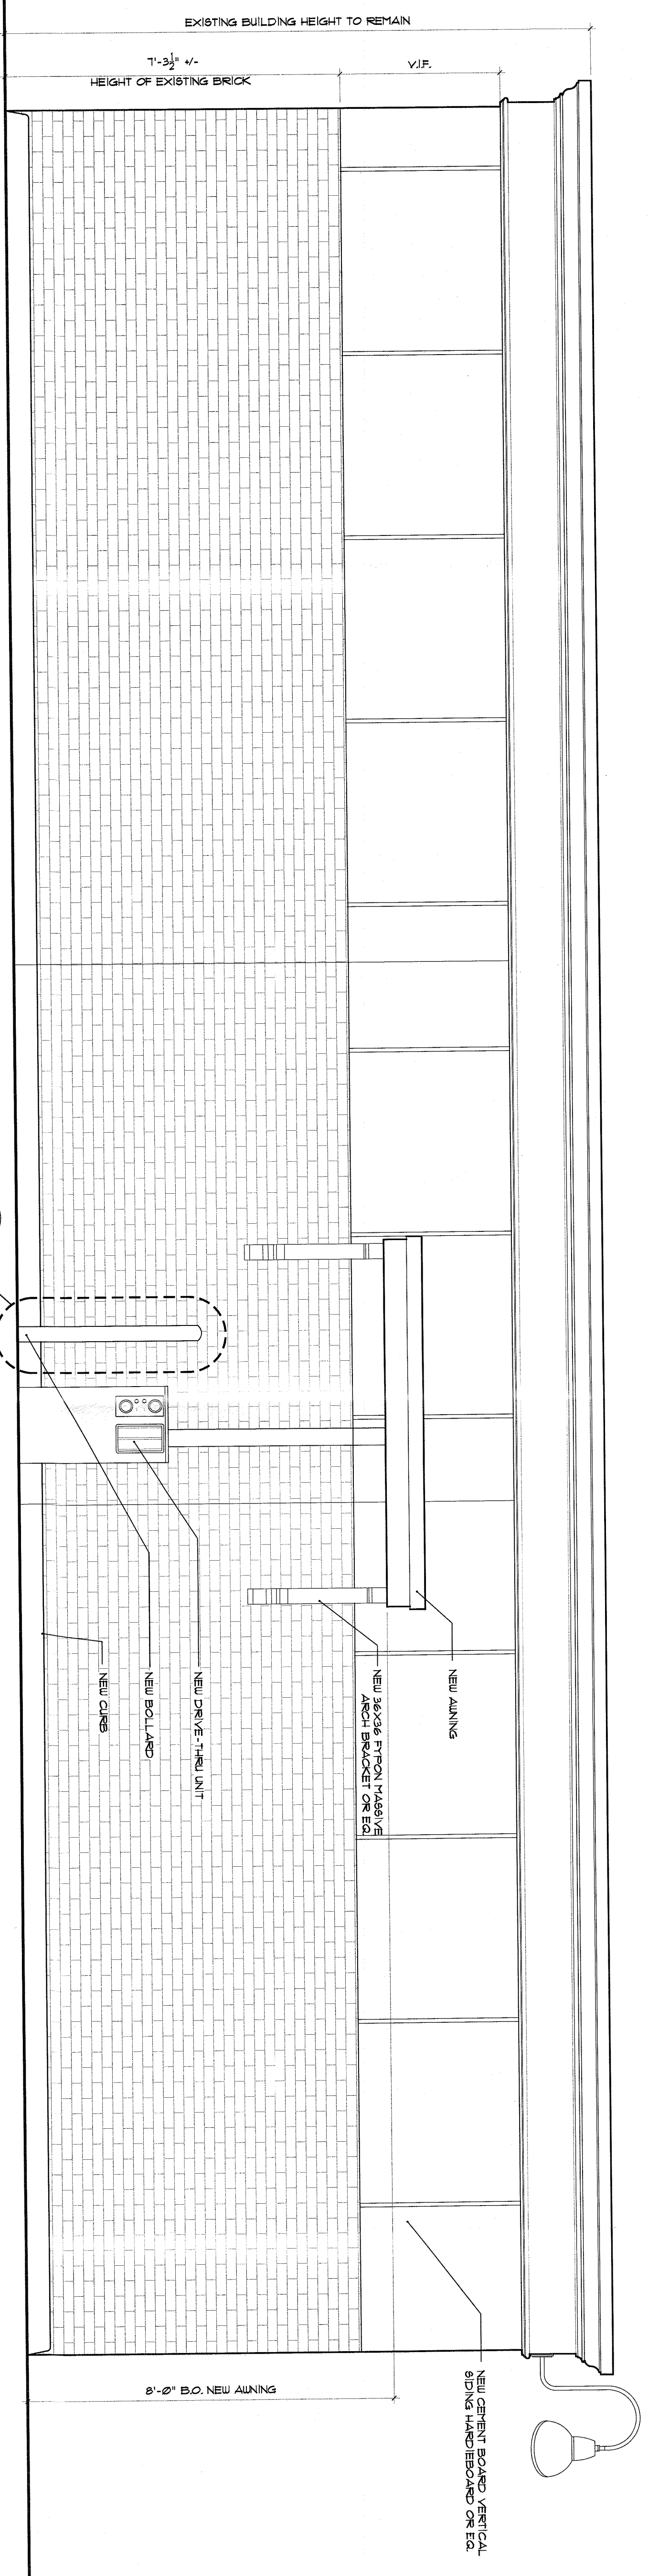 EXISTING BUILDING HEIGHT TO REMAIN
7'-3½" +/-
HEIGHT OF EXISTING BRICK
V.I.F.
NEW AWNING
NEW 36X36 FYPON MASSIVE
ARCH BRACKET OR EQ.
NEW DRIVE-THRU UNIT
NEW BOLLARD
NEW CURB
8'-0" B.O. NEW AWNING
NEW CEMENT BOARD VERTICAL
SIDING HARDIEBOARD OR EQ.